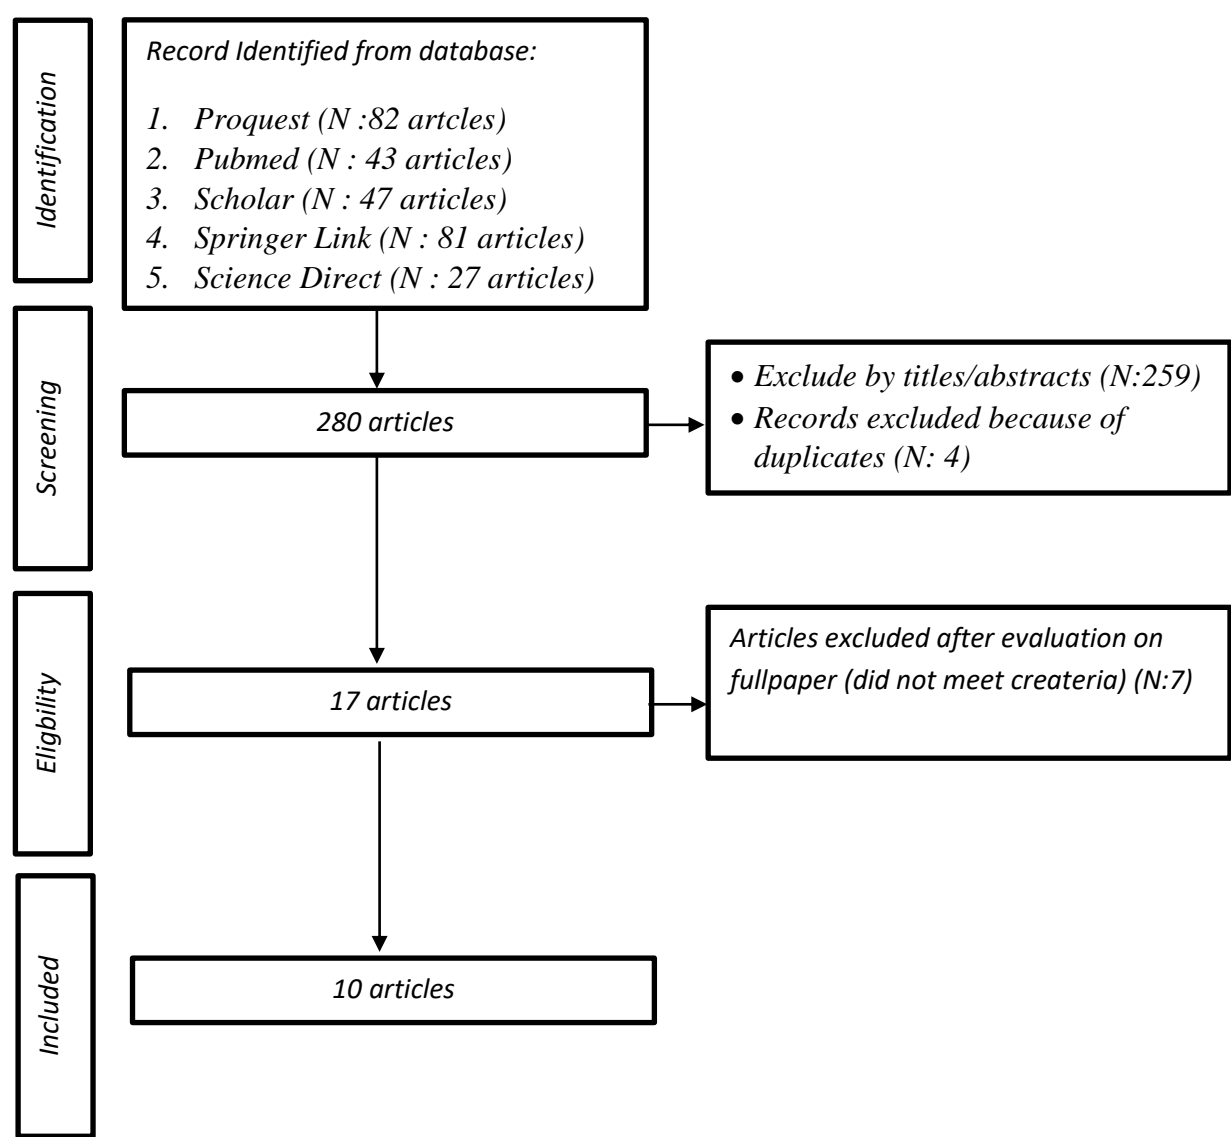 Identification
Record Identified from database:
1. Proquest (N :82 artcles)
2. Pubmed (N : 43 articles)
3. Scholar (N : 47 articles)
4. Springer Link (N : 81 articles)
5. Science Direct (N : 27 articles)
Screening
280 articles
• Exclude by titles/abstracts (N:259)
• Records excluded because of
duplicates (N: 4)
Eligbility
17 articles
Articles excluded after evaluation on
fullpaper (did not meet createria) (N:7)
Included
10 articles